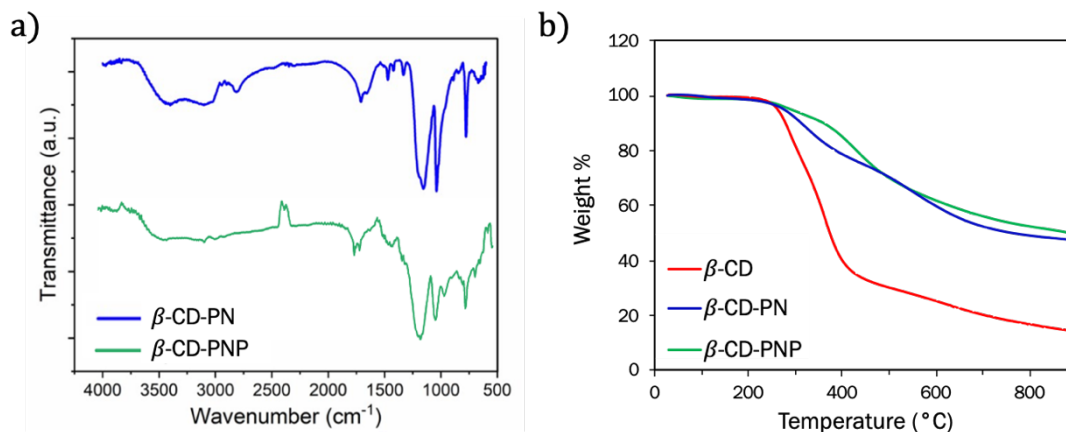 a)
Transmittance (a.u.)
β-CD-PN
β-CD-PNP
4000 3500 3000 2500 2000 1500 1000 500
Wavenumber (cm⁻¹)
b)
120
100
80
60
40
20
0
Weight %
β-CD
β-CD-PN
β-CD-PNP
0 200 400 600 800
Temperature (°C)